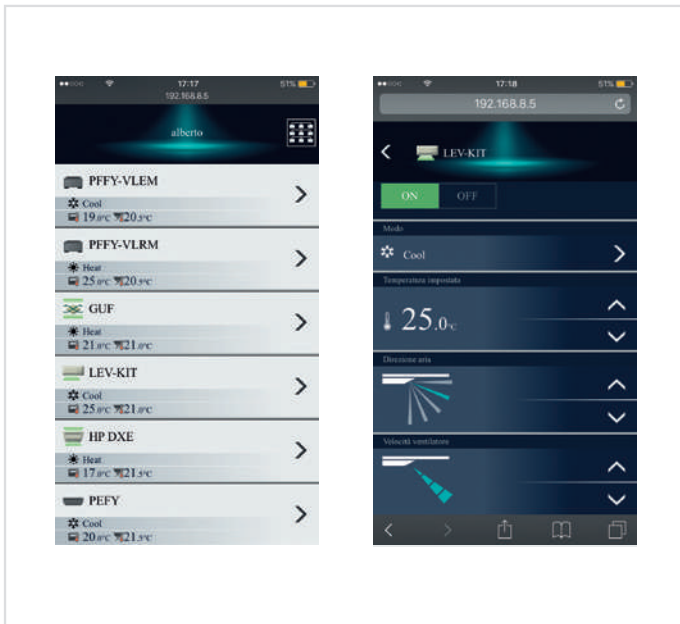 17:17
51%
192.168.8.5
alberto
PFFY-VLEM
Cool
19.0°C 20.5°C
PFFY-VLRM
Heat
25.0°C 20.5°C
GUF
Heat
21.0°C 21.0°C
LEV-KIT
Cool
25.0°C 21.0°C
HP DXE
Heat
17.0°C 21.5°C
PEFY
Cool
20.0°C 21.5°C
17:18
51%
192.168.8.5
LEV-KIT
ON OFF
Modo
Cool
Temperatura impostata
25.0°C
Direzione aria
Velocità ventilatore